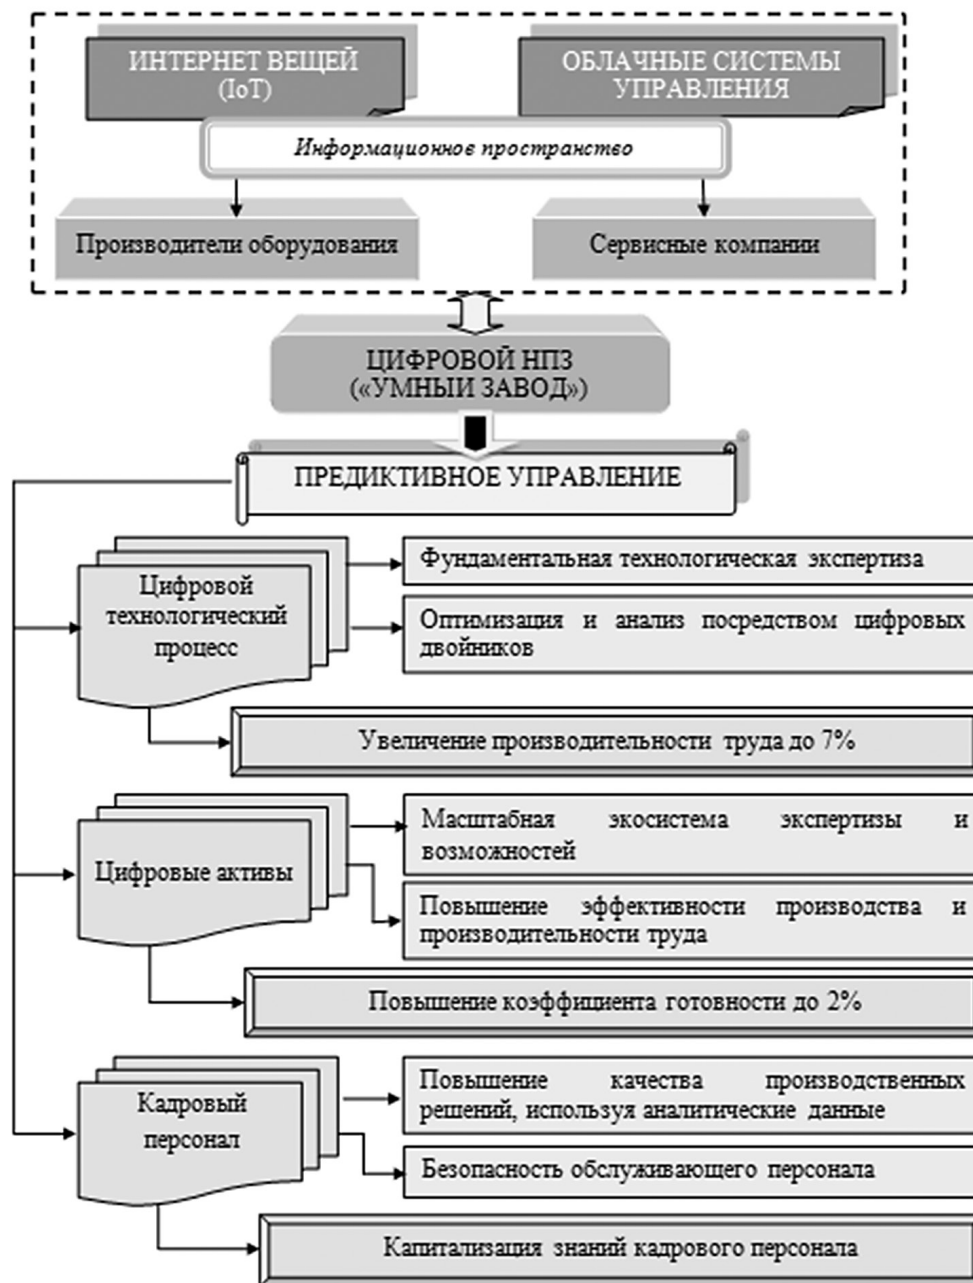 ИНТЕРНЕТ ВЕЩЕЙ
(IoT)
ОБЛАЧНЫЕ СИСТЕМЫ
УПРАВЛЕНИЯ
Информационное пространство
Производители оборудования
Сервисные компании
ЦИФРОВОЙ НПЗ
(«УМНЫЙ ЗАВОД»)
ПРЕДИКТИВНОЕ УПРАВЛЕНИЕ
Цифровой
технологический
процесс
Фундаментальная технологическая экспертиза
Оптимизация и анализ посредством цифровых
двойников
Увеличение производительности труда до 7%
Цифровые активы
Масштабная экосистема экспертизы и
возможностей
Повышение эффективности производства и
производительности труда
Повышение коэффициента готовности до 2%
Кадровый
персонал
Повышение качества производственных
решений, используя аналитические данные
Безопасность обслуживающего персонала
Капитализация знаний кадрового персонала